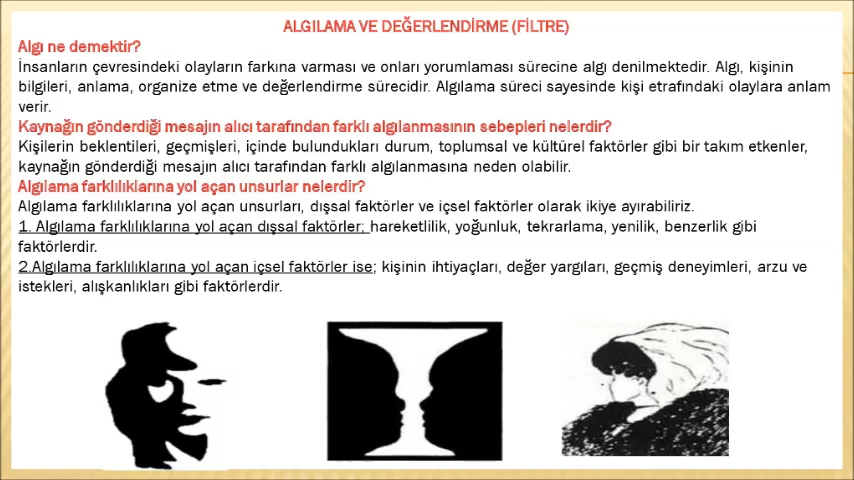 ALGILAMA VE DEĞERLENDİRME (FİLTRE)
Algı ne demektir?
İnsanların çevresindeki olayların farkına varması ve onları yorumlaması sürecine algı denilmektedir. Algı, kişinin
bilgileri, anlama, organize etme ve değerlendirme sürecidir. Algılama süreci sayesinde kişi etrafındaki olaylara anlam
verir.
Kaynağın gönderdiği mesajın alıcı tarafından farklı algılanmasının sebepleri nelerdir?
Kişilerin beklentileri, geçmişleri, içinde bulundukları durum, toplumsal ve kültürel faktörler gibi bir takım etkenler,
kaynağın gönderdiği mesajın alıcı tarafından farklı algılanmasına neden olabilir.
Algılama farklılıklarına yol açan unsurlar nelerdir?
Algılama farklılıklarına yol açan unsurları, dışsal faktörler ve içsel faktörler olarak ikiye ayırabiliriz.
1. Algılama farklılıklarına yol açan dışsal faktörler; hareketlilik, yoğunluk, tekrarlama, yenilik, benzerlik gibi
faktörlerdir.
2.Algılama farklılıklarına yol açan içsel faktörler ise; kişinin ihtiyaçları, değer yargıları, geçmiş deneyimleri, arzu ve
istekleri, alışkanlıkları gibi faktörlerdir.